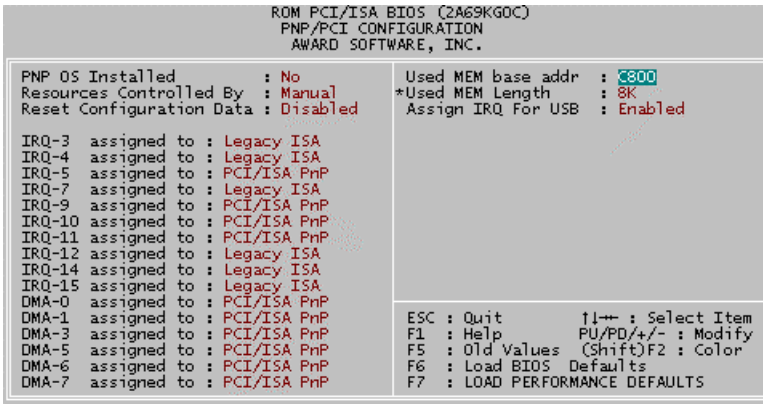 ROM PCI/ISA BIOS (2A69KGOC)
PNP/PCI CONFIGURATION
AWARD SOFTWARE, INC.
PNP OS Installed : No
Resources Controlled By : Manual
Reset Configuration Data : Disabled
IRQ-3 assigned to : Legacy ISA
IRQ-4 assigned to : Legacy ISA
IRQ-5 assigned to : PCI/ISA PnP
IRQ-7 assigned to : Legacy ISA
IRQ-9 assigned to : PCI/ISA PnP
IRQ-10 assigned to : PCI/ISA PnP
IRQ-11 assigned to : PCI/ISA PnP
IRQ-12 assigned to : Legacy ISA
IRQ-14 assigned to : Legacy ISA
IRQ-15 assigned to : Legacy ISA
DMA-0 assigned to : PCI/ISA PnP
DMA-1 assigned to : PCI/ISA PnP
DMA-3 assigned to : PCI/ISA PnP
DMA-5 assigned to : PCI/ISA PnP
DMA-6 assigned to : PCI/ISA PnP
DMA-7 assigned to : PCI/ISA PnP
Used MEM base addr : C800
*Used MEM Length : 8K
Assign IRQ For USB : Enabled
ESC : Quit ↑↓→← : Select Item
F1 : Help PU/PD/+/- : Modify
F5 : Old Values (Shift)F2 : Color
F6 : Load BIOS Defaults
F7 : LOAD PERFORMANCE DEFAULTS